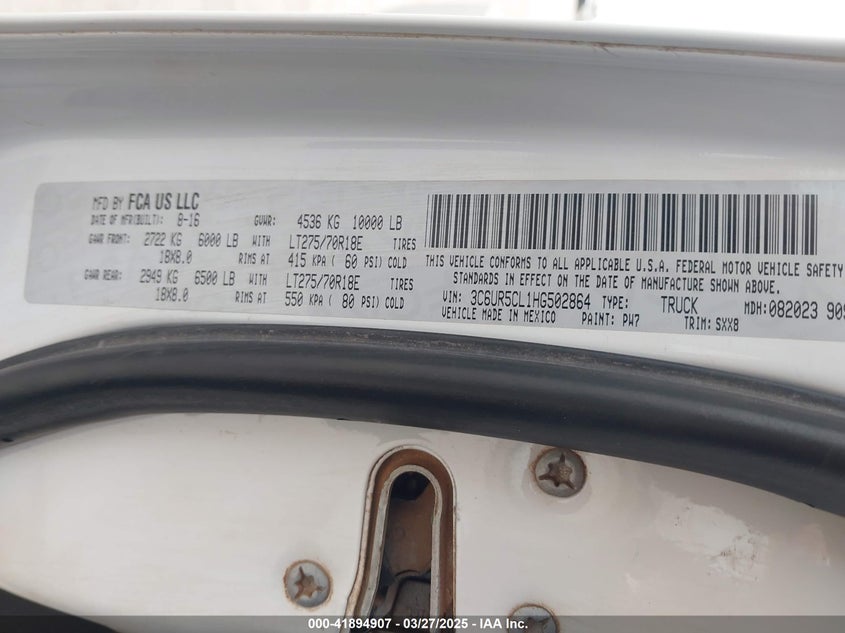 MFD BY FCA US LLC
DATE OF MFR(BUILT): 8-16 GVWR: 4536 KG 10000 LB
GAWR FRONT: 2722 KG 6000 LB WITH LT275/70R18E TIRES
18X8.0 RIMS AT 415 KPA ( 60 PSI) COLD
GAWR REAR: 2949 KG 6500 LB WITH LT275/70R18E TIRES
18X8.0 RIMS AT 550 KPA ( 80 PSI) COLD
THIS VEHICLE CONFORMS TO ALL APPLICABLE U.S.A. FEDERAL MOTOR VEHICLE SAFETY
STANDARDS IN EFFECT ON THE DATE OF MANUFACTURE SHOWN ABOVE.
VIN: 3C6UR5CL1HG502864 TYPE: TRUCK MDH:082023
VEHICLE MADE IN MEXICO PAINT: PW7 TRIM: SXX8
000-41894907 - 03/27/2025 - IAA Inc.